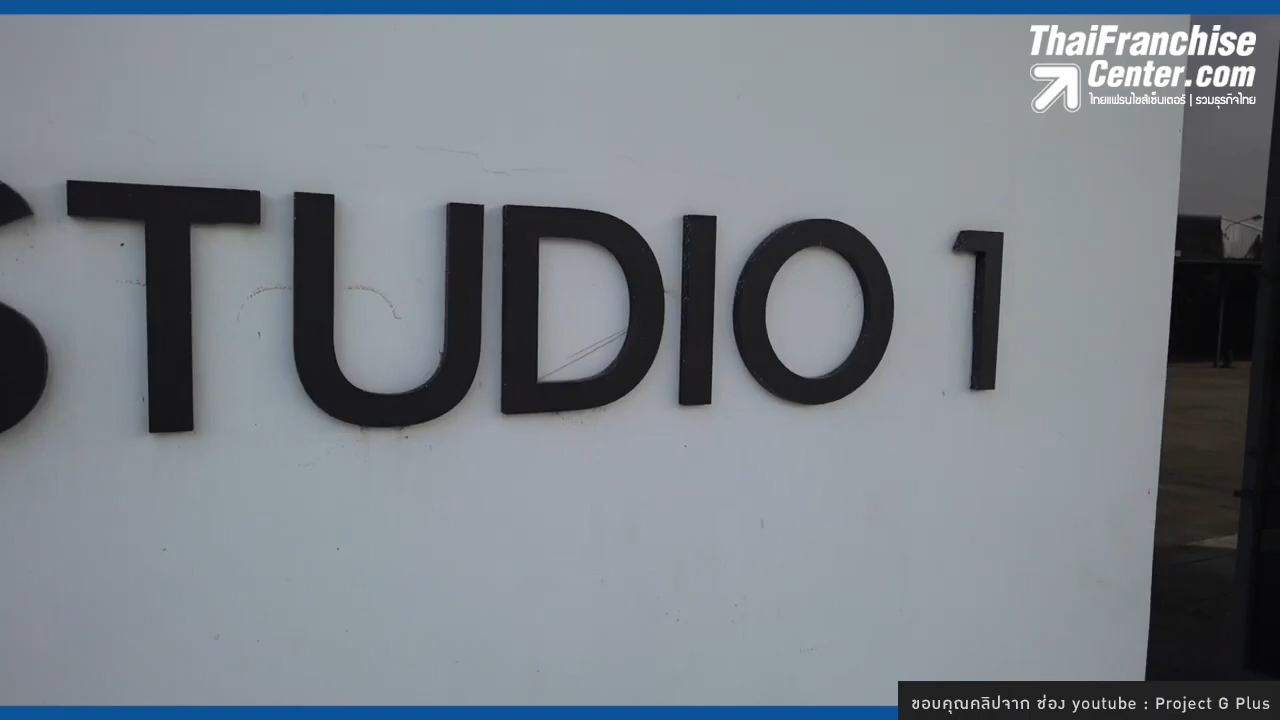 ThaiFranchise
Center.com
ไทยแฟรนไชส์เซ็นเตอร์ | รวมธุรกิจไทย
STUDIO 1
ขอบคุณคลิปจาก ช่อง youtube : Project G Plus